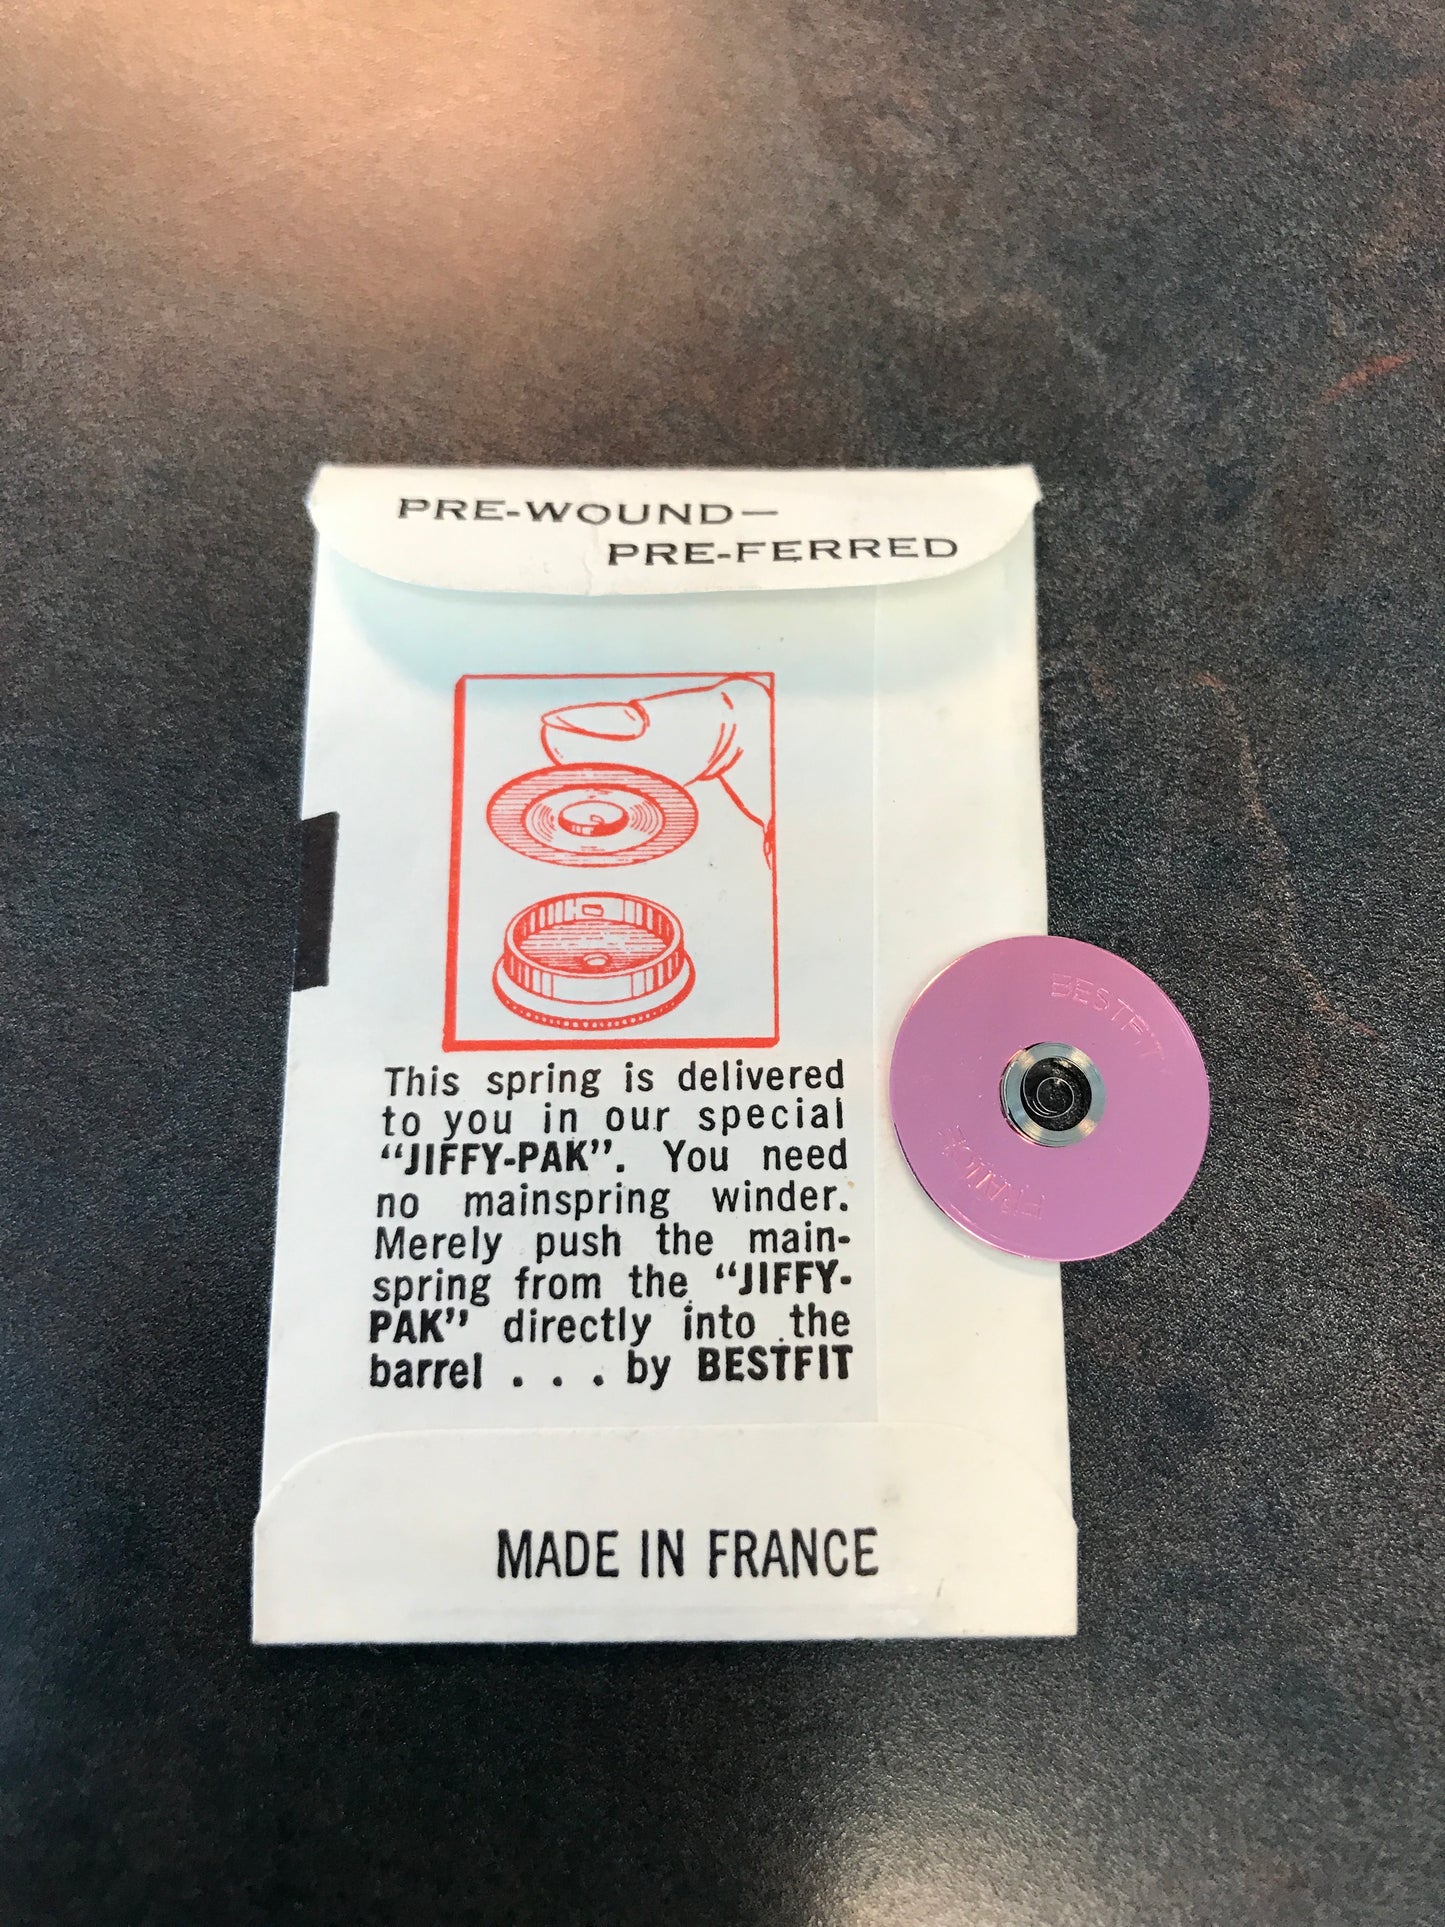 PRE-WOUND—
PRE-FERRED
This spring is delivered
to you in our special
“JIFFY-PAK”. You need
no mainspring winder.
Merely push the main-
spring from the “JIFFY-
PAK” directly into the
barrel . . . by BESTFIT
MADE IN FRANCE
BESTFIT
FRANCE